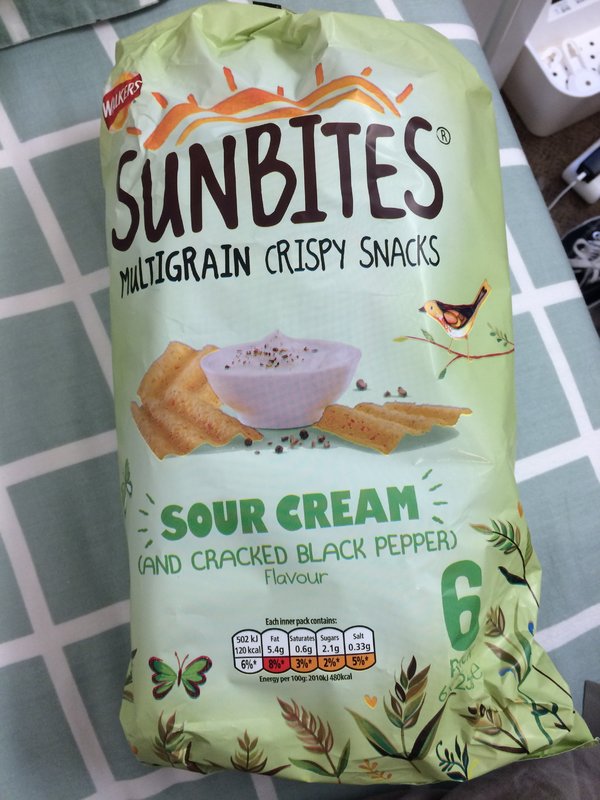 WALKERS
SUNBITES®
MULTIGRAIN CRISPY SNACKS
SOUR CREAM
(AND CRACKED BLACK PEPPER)
Flavour
6
Each inner pack contains:
502 kJ Fat Saturates Sugars Salt
120 kcal 5.4g 0.6g 2.1g 0.33g
6%* 8%* 3%* 2%* 5%*
Energy per 100g: 2010kJ 480kcal